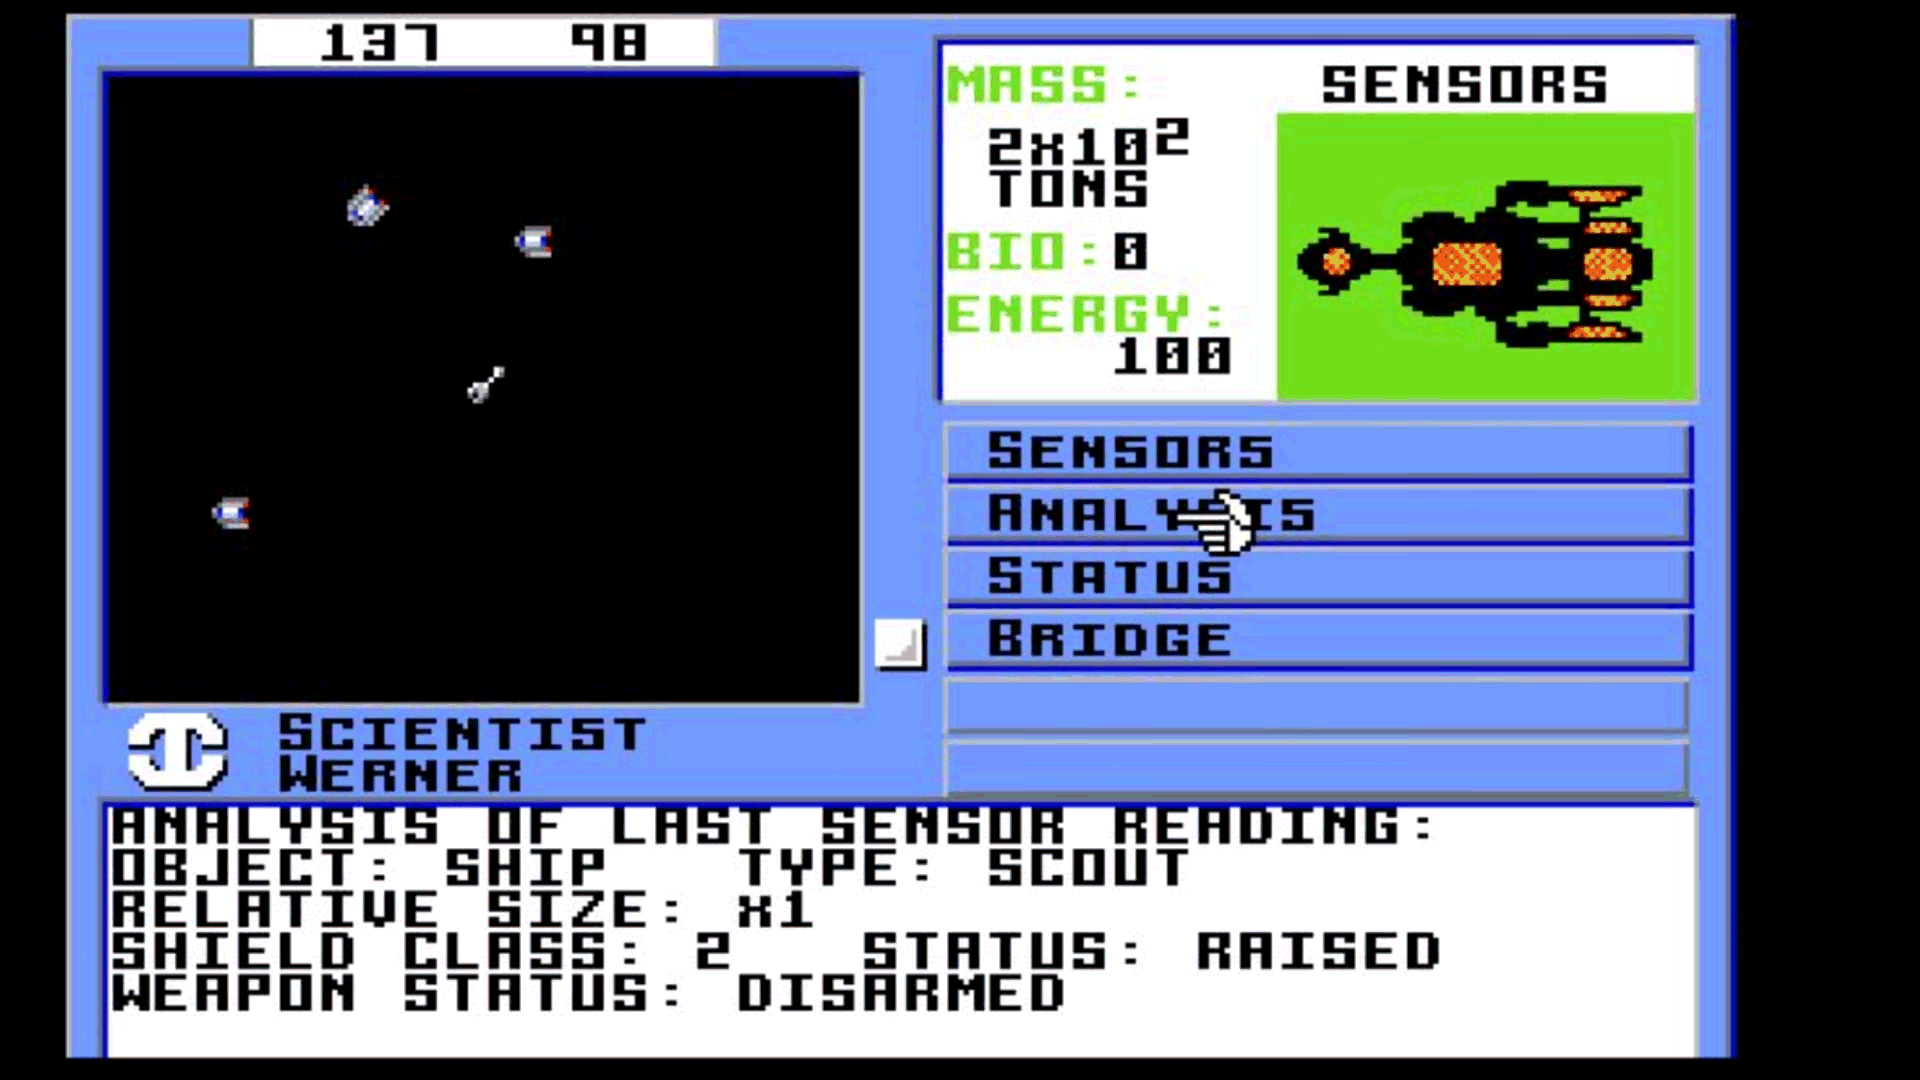 137 98
MASS:
2x10²
TONS
BIO:0
ENERGY:
100
SENSORS
SENSORS
ANALYSIS
STATUS
BRIDGE
SCIENTIST
WERNER
ANALYSIS OF LAST SENSOR READING:
OBJECT: SHIP TYPE: SCOUT
RELATIVE SIZE: x1
SHIELD CLASS: 2 STATUS: RAISED
WEAPON STATUS: DISARMED